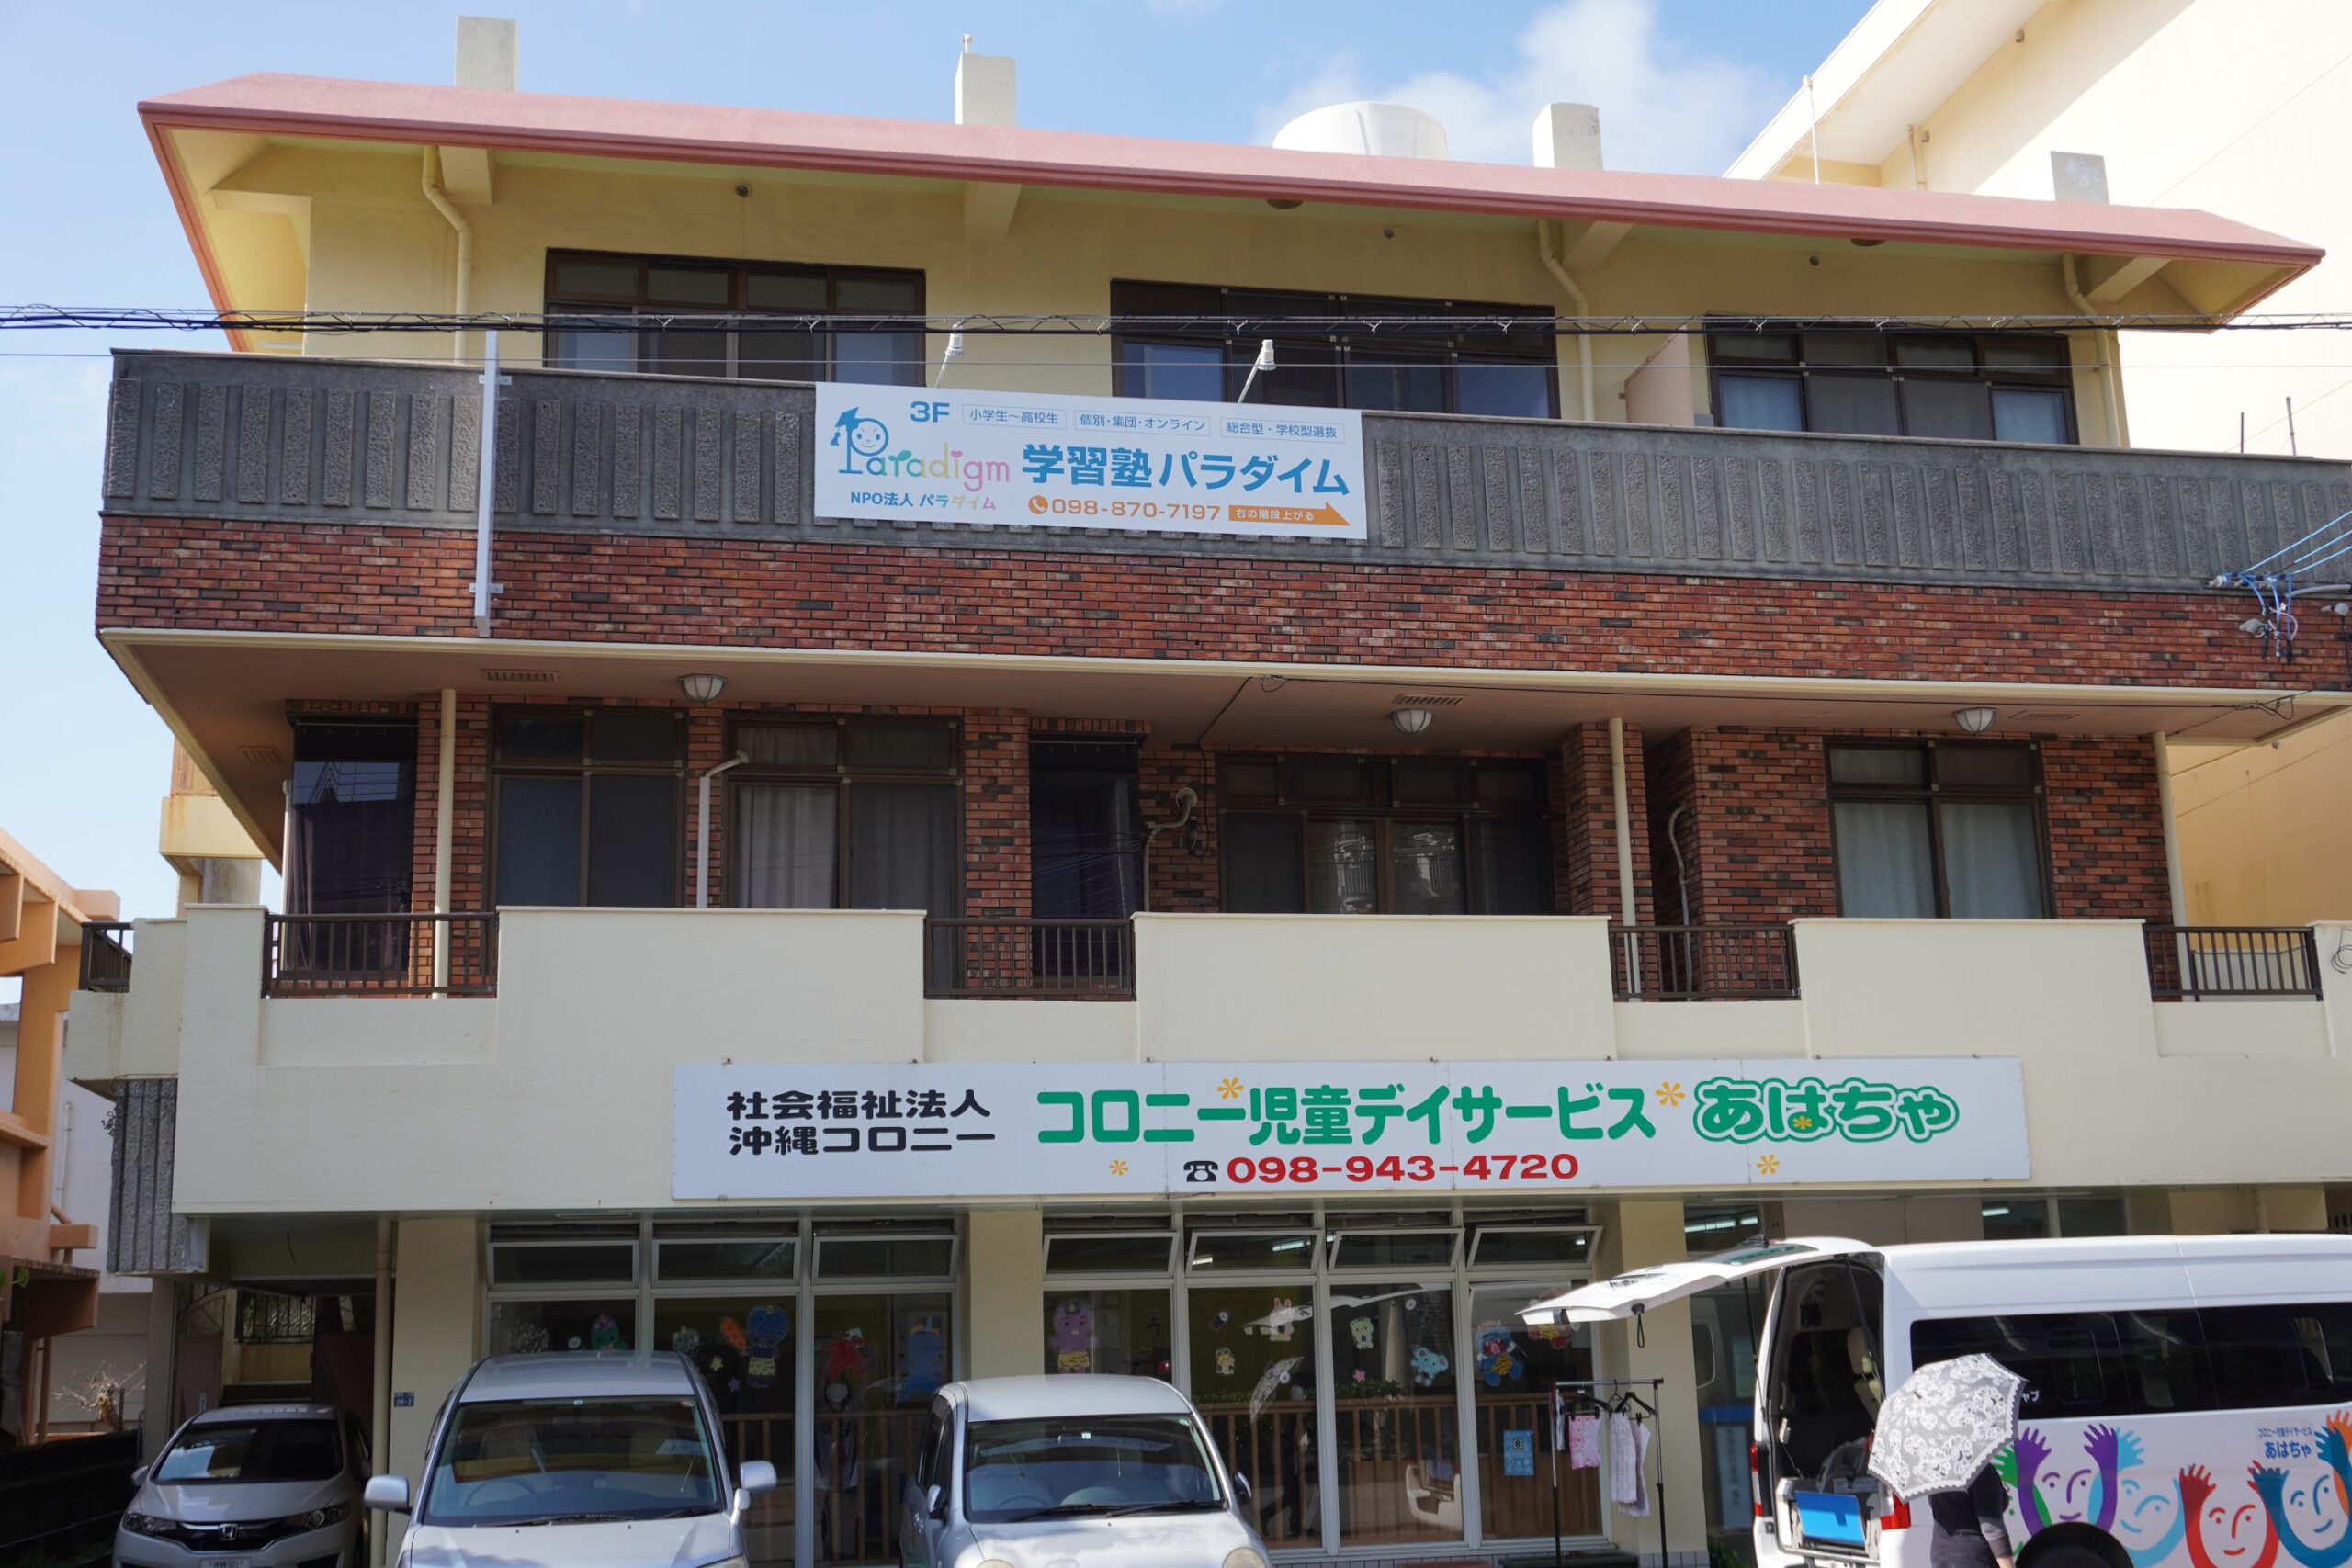 3F 小学生～高校生 個別・集団・オンライン 総合型・学校型選抜
Paradigm 学習塾 パラダイム
NPO法人 パラダイム 098-870-7197 右の階段上がる
社会福祉法人
沖縄コロニー
コロニー児童デイサービス あはちゃ
☎098-943-4720
コロニー児童デイサービス
あはちゃ